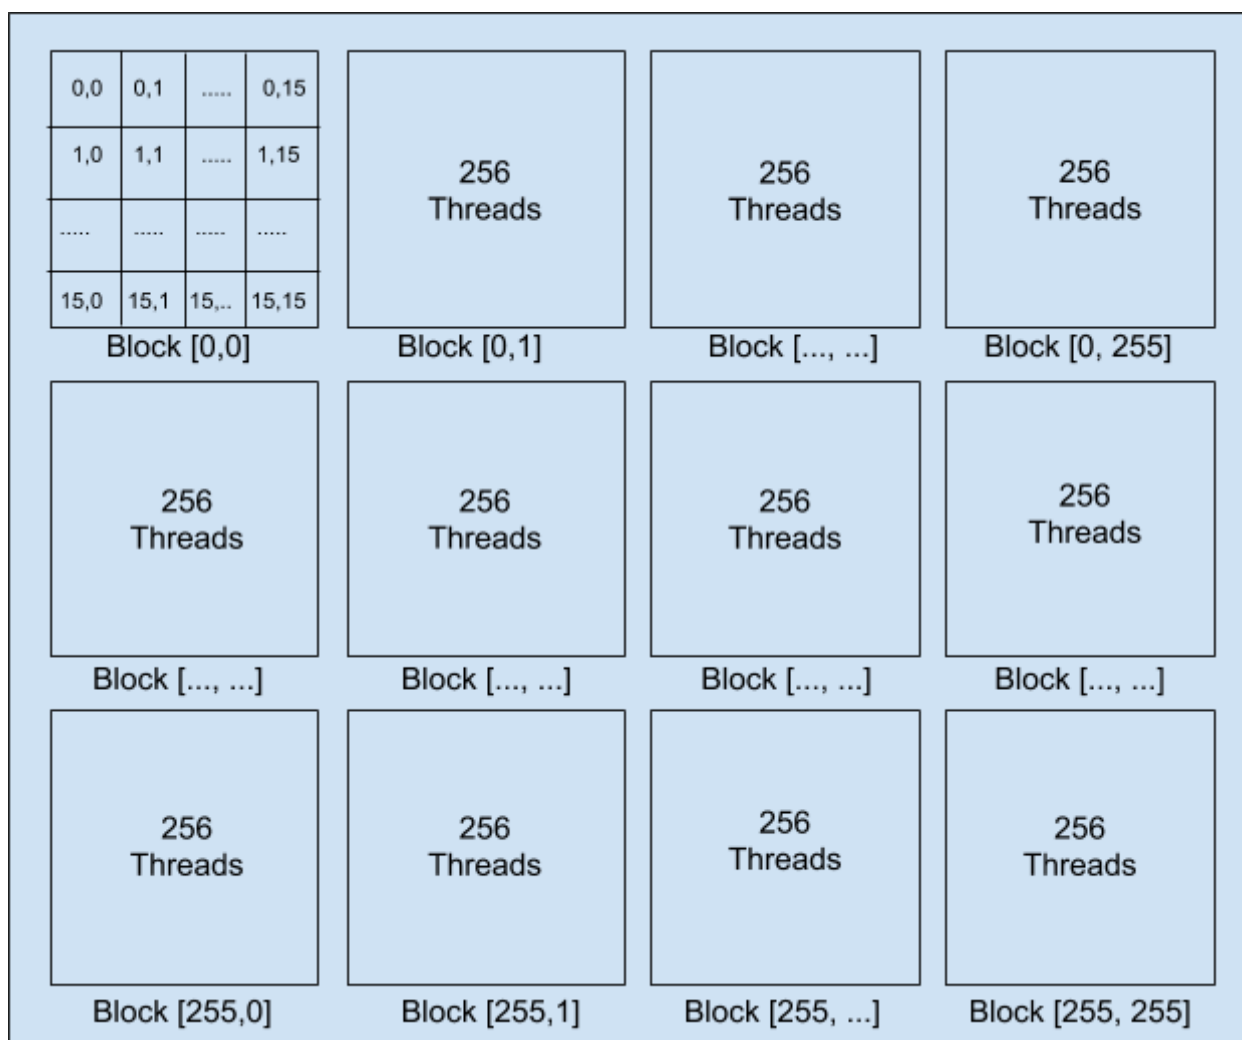 0,0 0,1 ..... 0,15
1,0 1,1 ..... 1,15
..... ..... ..... .....
15,0 15,1 15,.. 15,15
256 256 256
Threads Threads Threads
Block [0,0] Block [0,1] Block [..., ...] Block [0, 255]
256 256 256 256
Threads Threads Threads Threads
Block [..., ...] Block [..., ...] Block [..., ...] Block [..., ...]
256 256 256 256
Threads Threads Threads Threads
Block [255,0] Block [255,1] Block [255, ...] Block [255, 255]